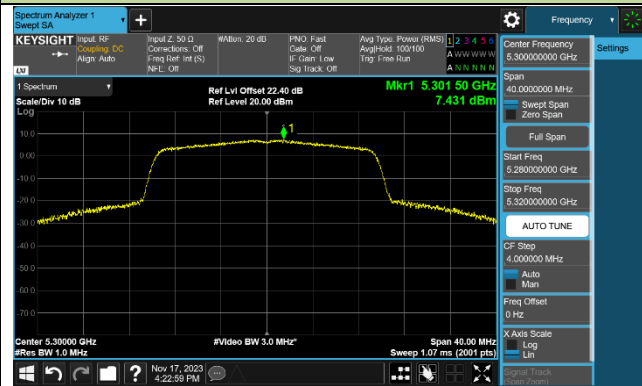 Spectrum Analyzer 1
Swept SA
Frequency
KEYSIGHT
Input: RF
Coupling: DC
Align: Auto
Input Z: 50 Ω
Corrections: Off
Freq Ref: Int (S)
NFE: Off
#Atten: 20 dB
PNO: Fast
Gate: Off
IF Gain: Low
Sig Track: Off
Avg Type: Power (RMS)
Avg|Hold: 100/100
Trig: Free Run
1 2 3 4 5 6
A W W W W W
A N N N N N
LXI
1 Spectrum
Scale/Div 10 dB
Log
Ref Lvl Offset 22.40 dB
Ref Level 20.00 dBm
Mkr1 5.301 50 GHz
7.431 dBm
1
10.0
0.00
-10.0
-20.0
-30.0
-40.0
-50.0
-60.0
-70.0
Center 5.30000 GHz
#Res BW 1.0 MHz
#Video BW 3.0 MHz*
Span 40.00 MHz
Sweep 1.07 ms (2001 pts)
Center Frequency
5.300000000 GHz
Settings
Span
40.0000000 MHz
Swept Span
Zero Span
Full Span
Start Freq
5.280000000 GHz
Stop Freq
5.320000000 GHz
AUTO TUNE
CF Step
4.000000 MHz
Auto
Man
Freq Offset
0 Hz
X Axis Scale
Log
Lin
Signal Track
(Span Zoom)
Nov 17, 2023
4:22:59 PM